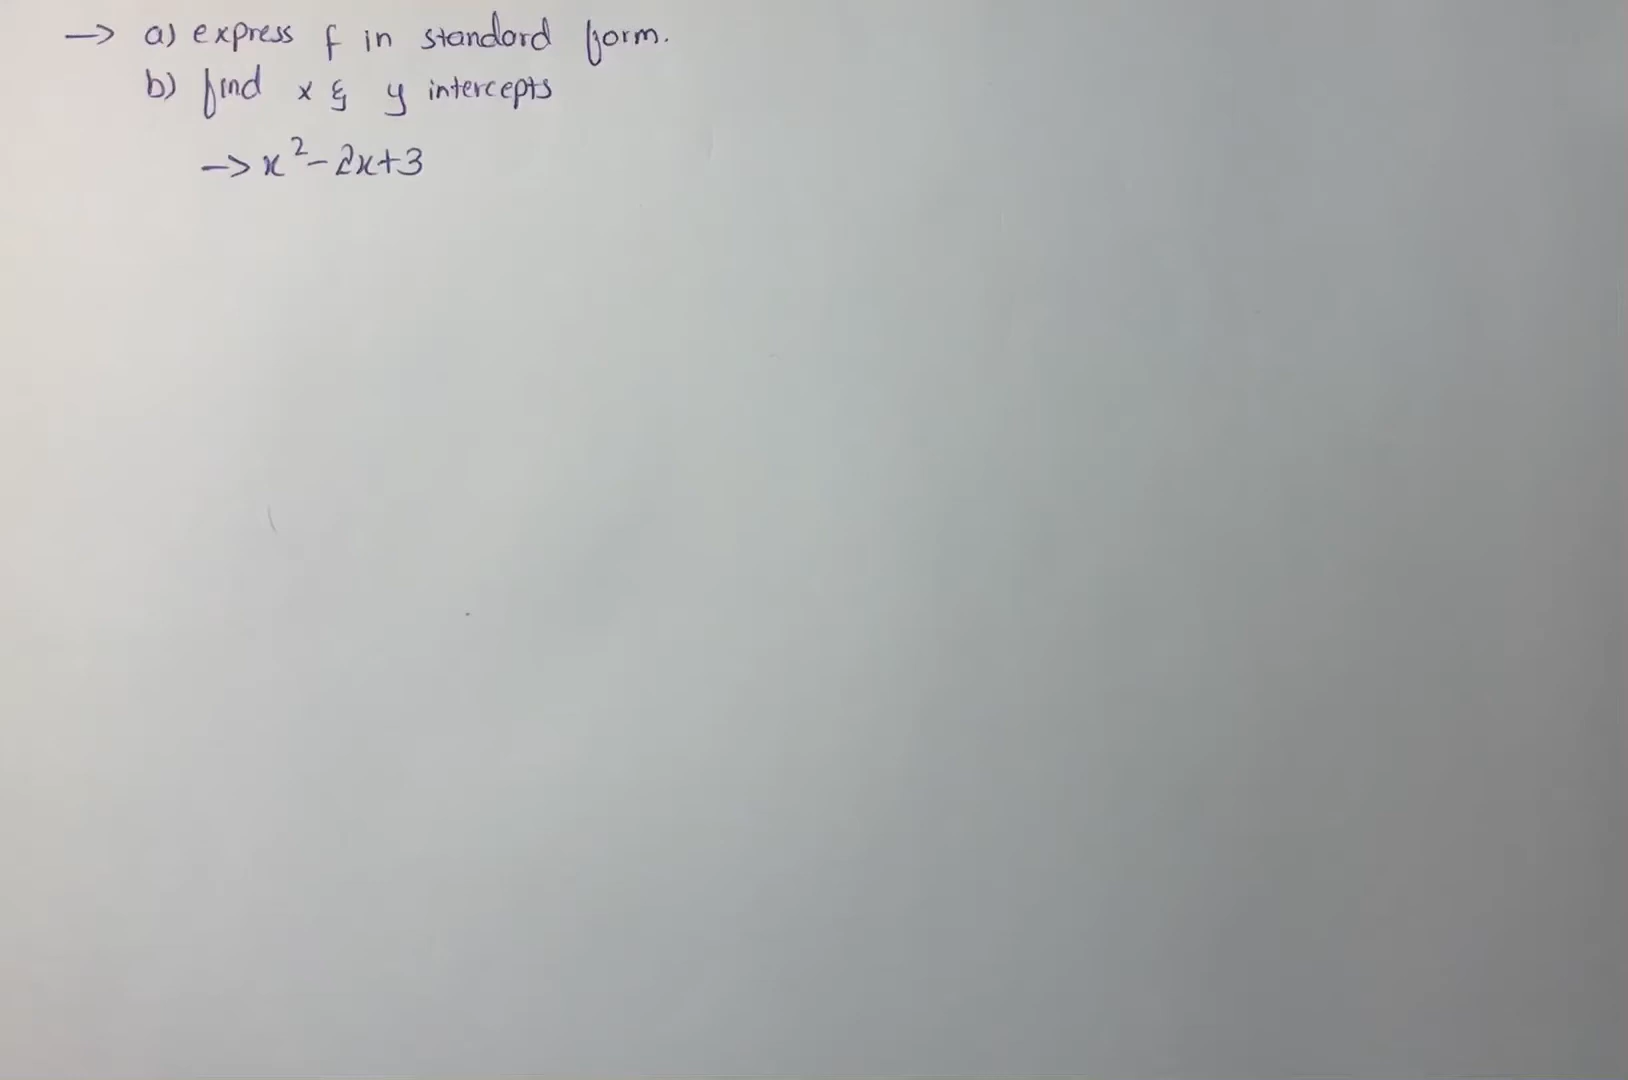 → a) express f in standard form.
b) find x & y intercepts
→ x² - 2x + 3